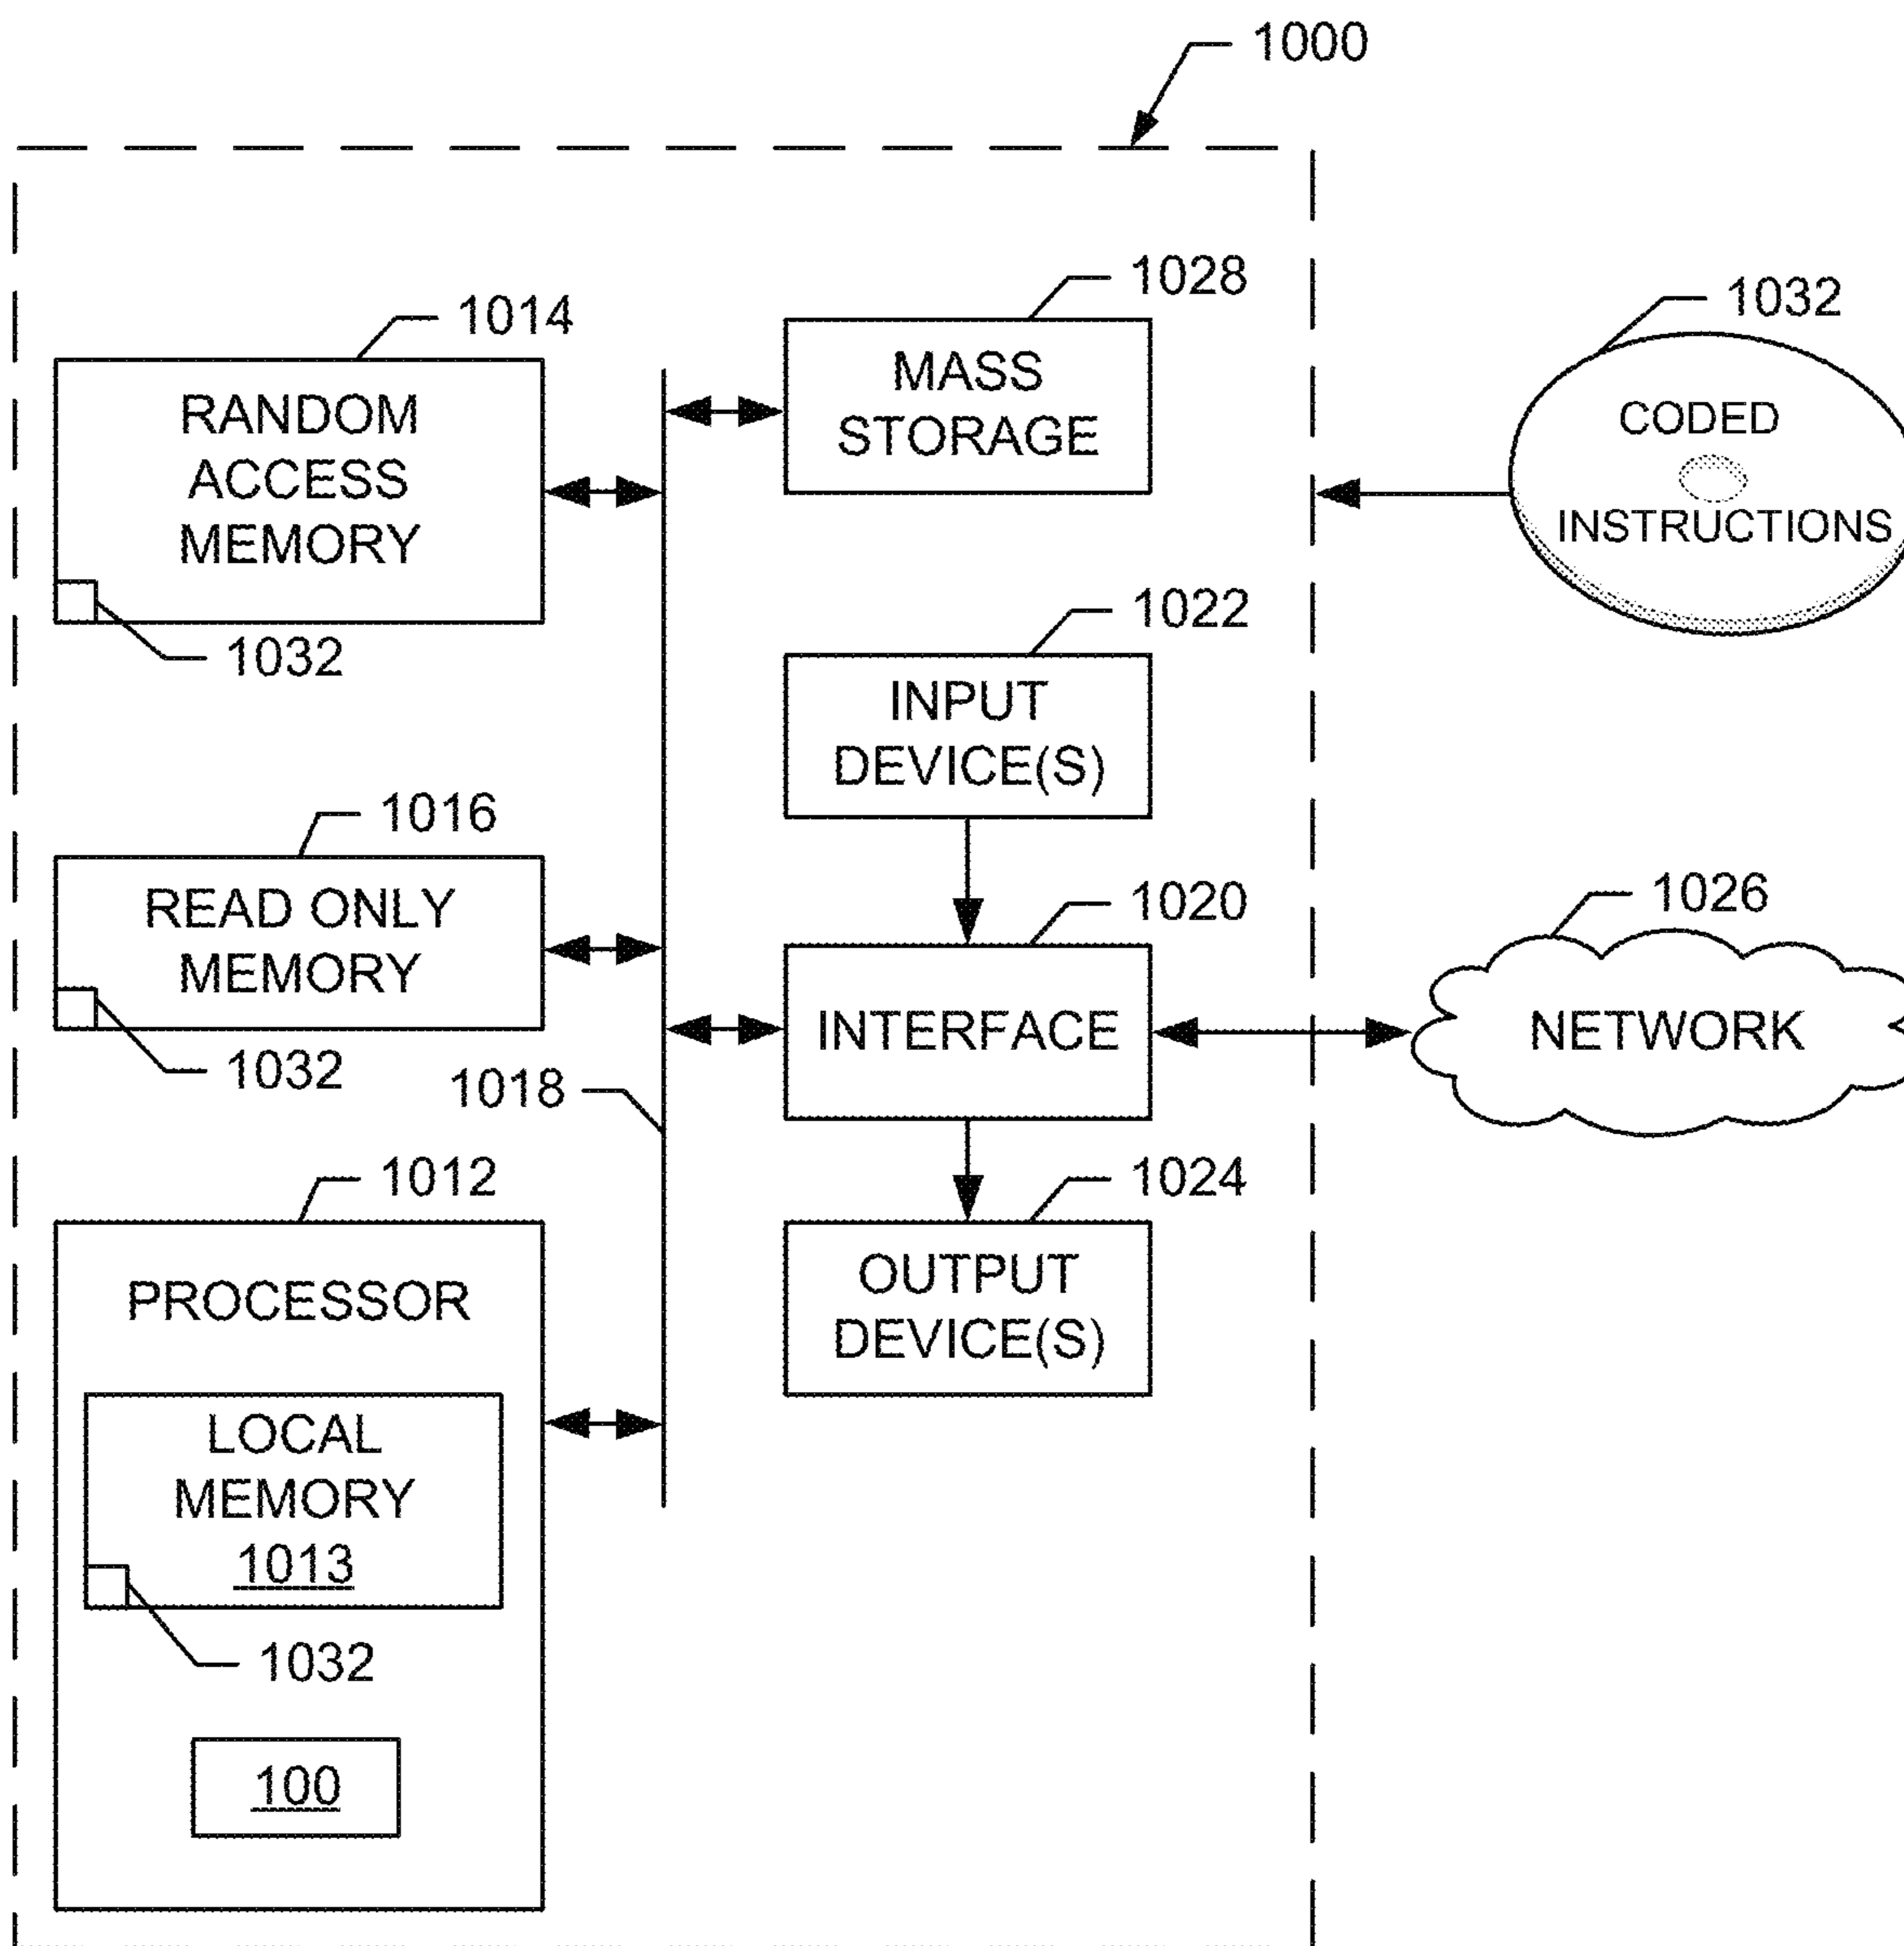 1000
1014
RANDOM
ACCESS
MEMORY
1032
1028
MASS
STORAGE
1032
CODED
INSTRUCTIONS
1022
INPUT
DEVICE(S)
1016
READ ONLY
MEMORY
1032
1018
1020
INTERFACE
1026
NETWORK
1012
PROCESSOR
LOCAL
MEMORY
1013
1032
100
1024
OUTPUT
DEVICE(S)